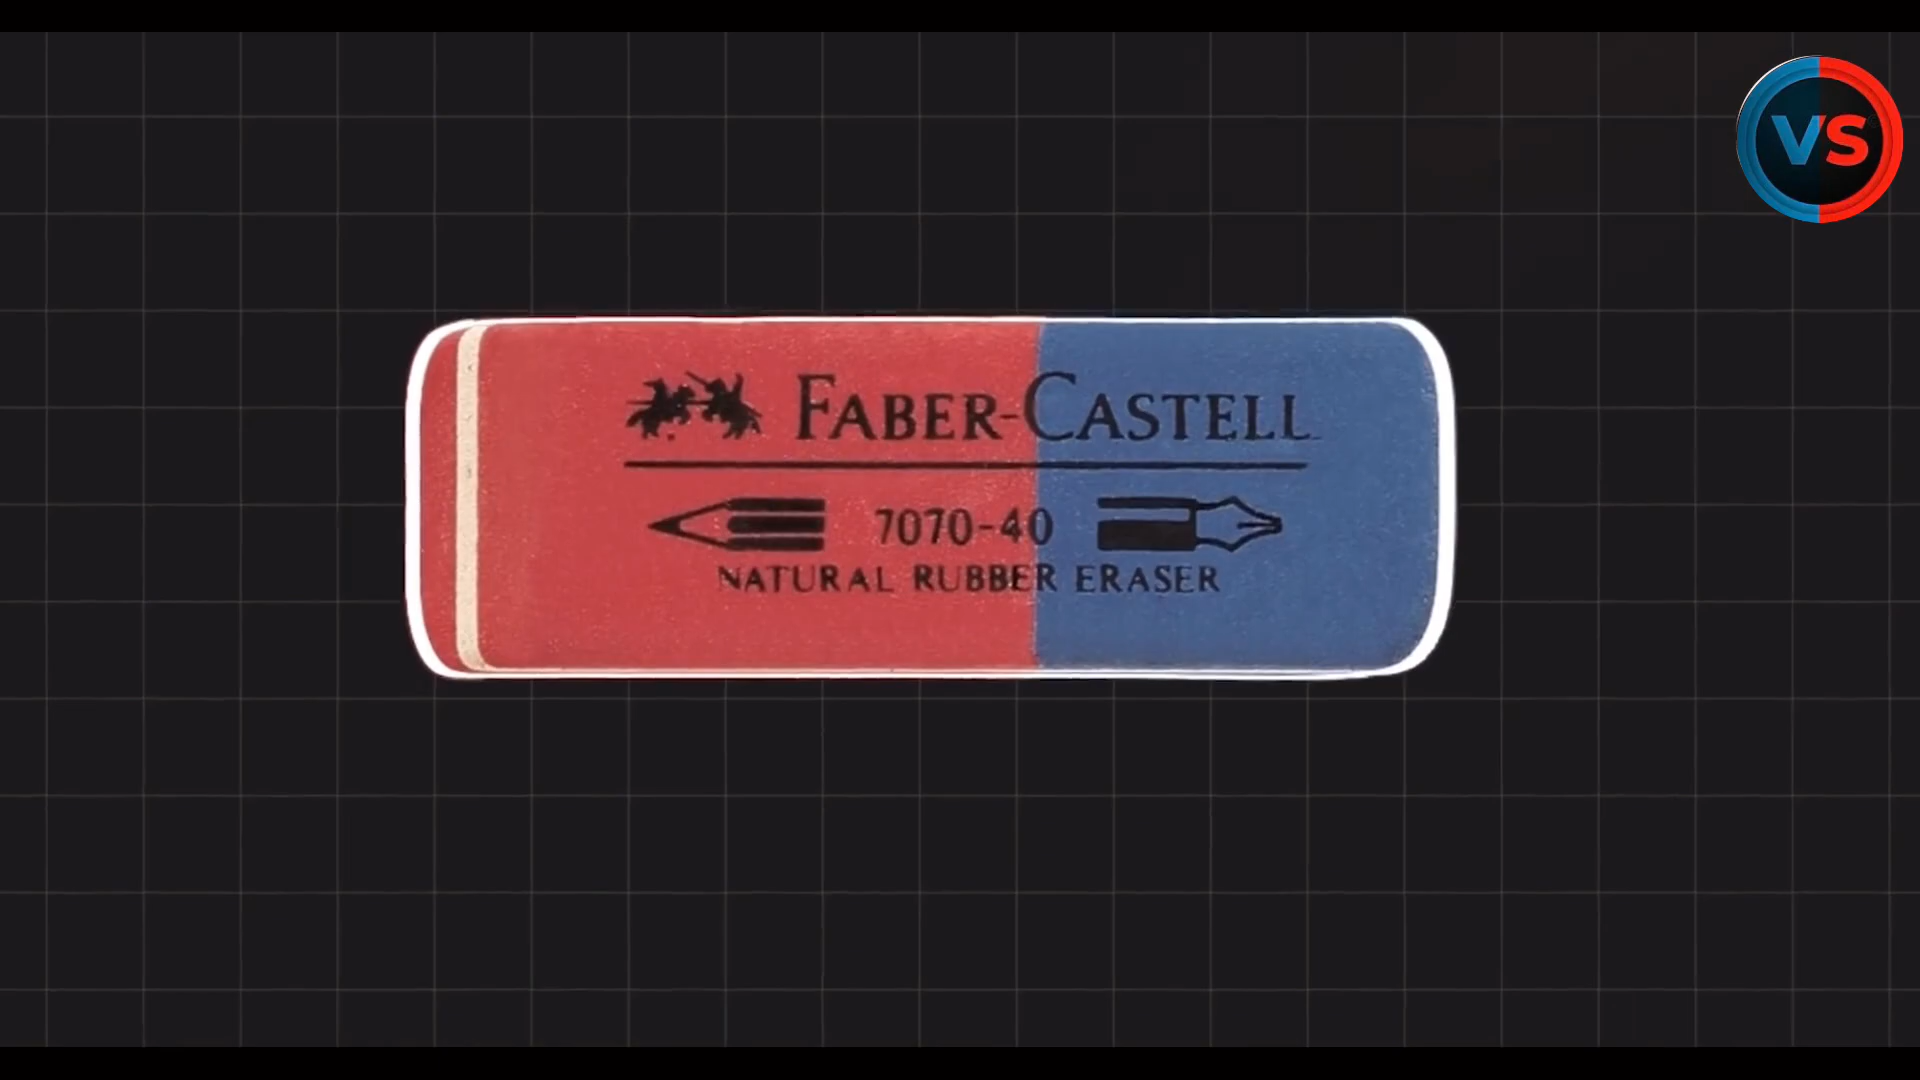 VS
FABER-CASTELL
7070-40
NATURAL RUBBER ERASER